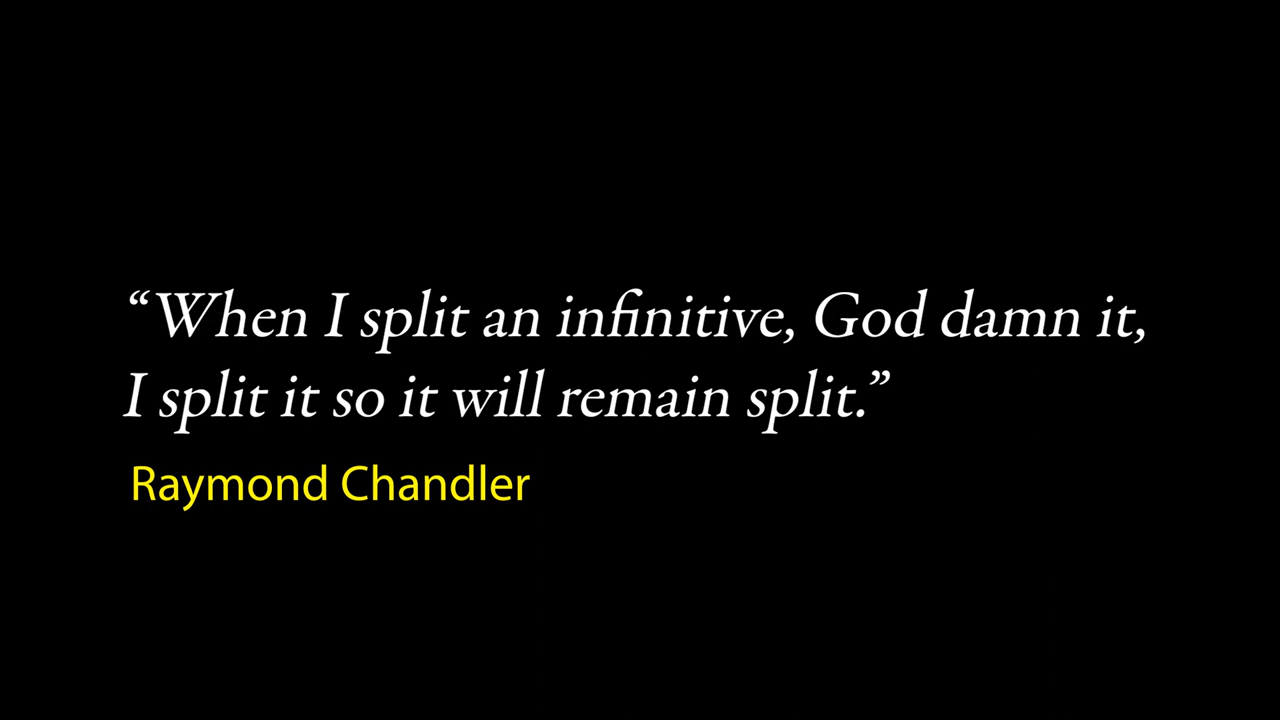 “When I split an infinitive, God damn it,
I split it so it will remain split.”
Raymond Chandler